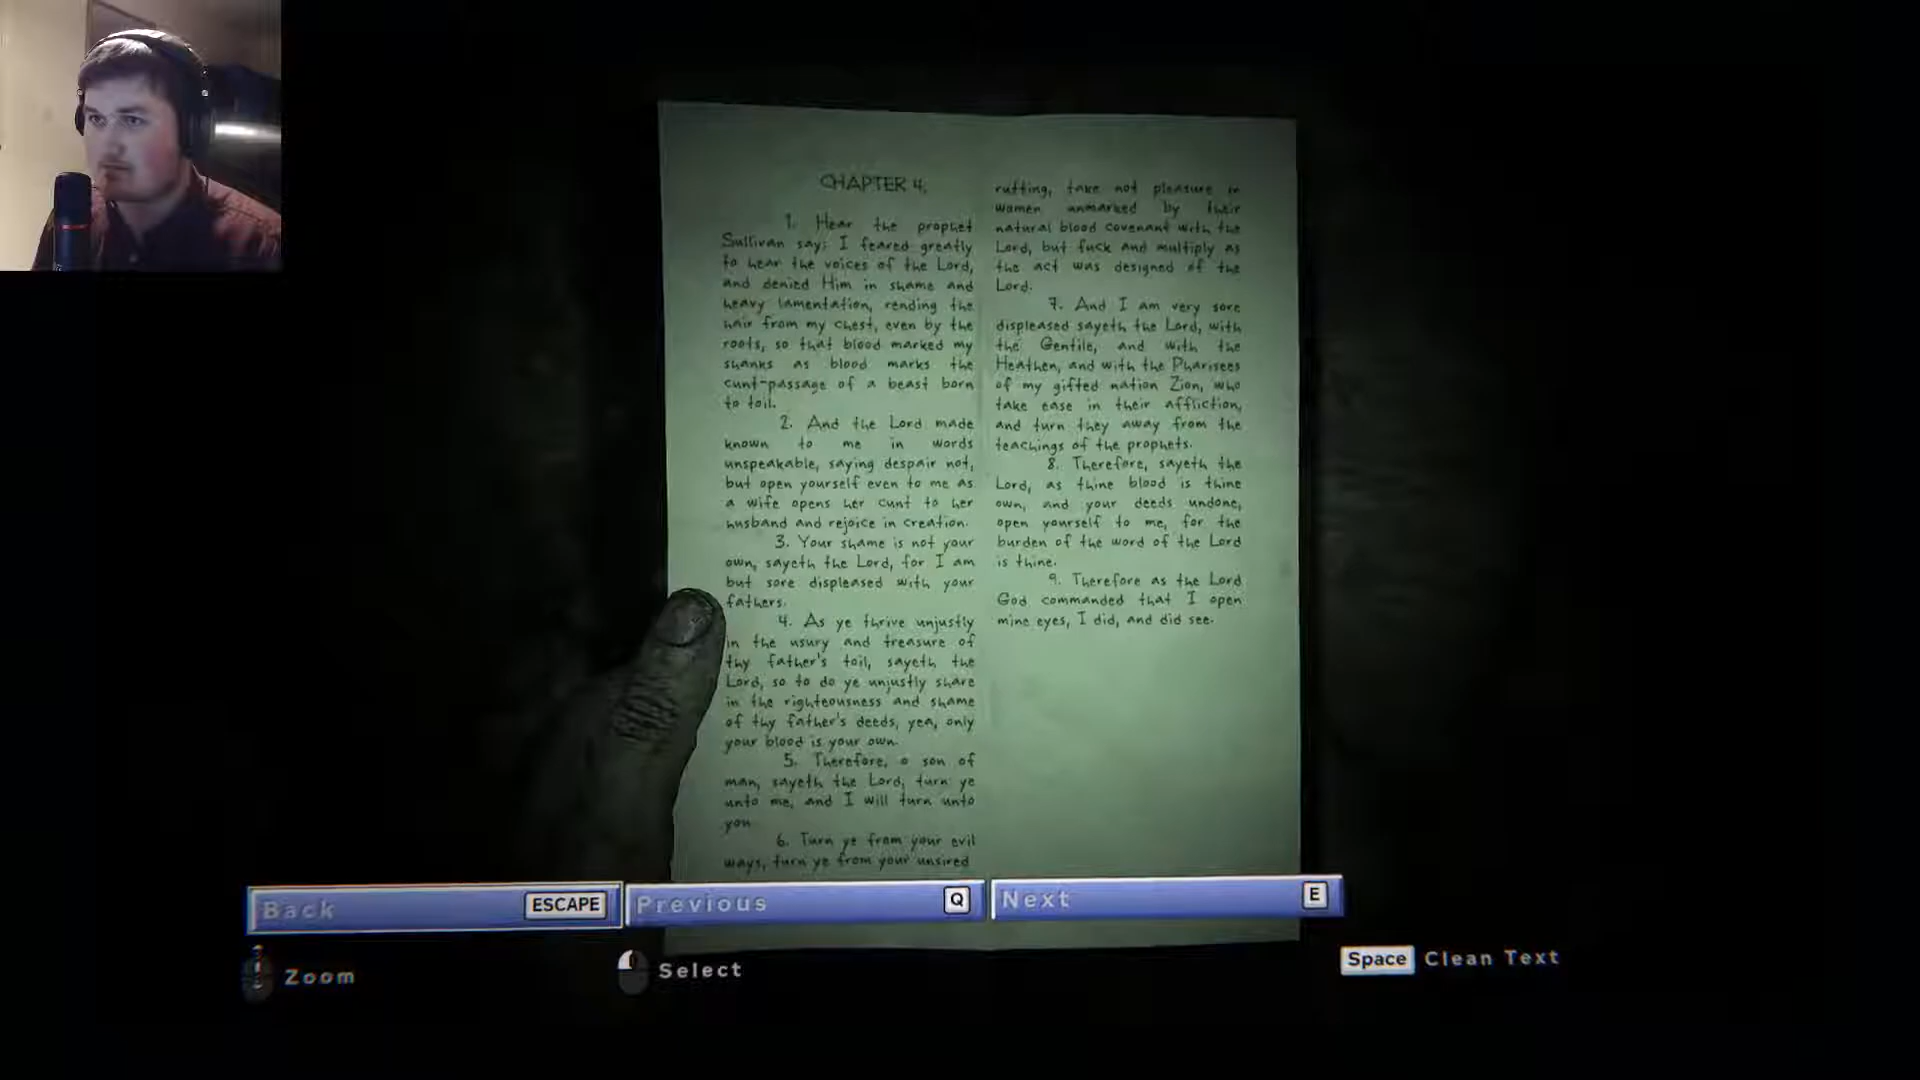 CHAPTER 4.
1. Hear the prophet
Sullivan say: I feared greatly
to hear the voices of the Lord,
and denied Him in shame and
heavy lamentation, rending the
hair from my chest, even by the
roots, so that blood marked my
shanks as blood marks the
cunt-passage of a beast born
to toil.
2. And the Lord made
known to me in words
unspeakable, saying despair not,
but open yourself even to me as
a wife opens her cunt to her
husband and rejoice in creation.
3. Your shame is not your
own, sayeth the Lord, for I am
but sore displeased with your
fathers.
4. As ye thrive unjustly
in the usury and treasure of
thy father's toil, sayeth the
Lord, so to do ye unjustly share
in the righteousness and shame
of thy father's deeds, yea, only
your blood is your own.
5. Therefore, o son of
man, sayeth the Lord, turn ye
unto me, and I will turn unto
you
6. Turn ye from your evil
ways, turn ye from your unsired
rutting, take not pleasure in
women unmarked by their
natural blood covenant with the
Lord, but fuck and multiply as
the act was designed of the
Lord.
7. And I am very sore
displeased sayeth the Lord, with
the Gentile, and with the
Heathen, and with the Pharisees
of my gifted nation Zion, who
take ease in their affliction,
and turn they away from the
teachings of the prophets.
8. Therefore, sayeth the
Lord, as thine blood is thine
own, and your deeds undone,
open yourself to me, for the
burden of the word of the Lord
is thine.
9. Therefore as the Lord
God commanded that I open
mine eyes, I did, and did see.
Back ESCAPE Previous Q Next E
Zoom Select Space Clean Text